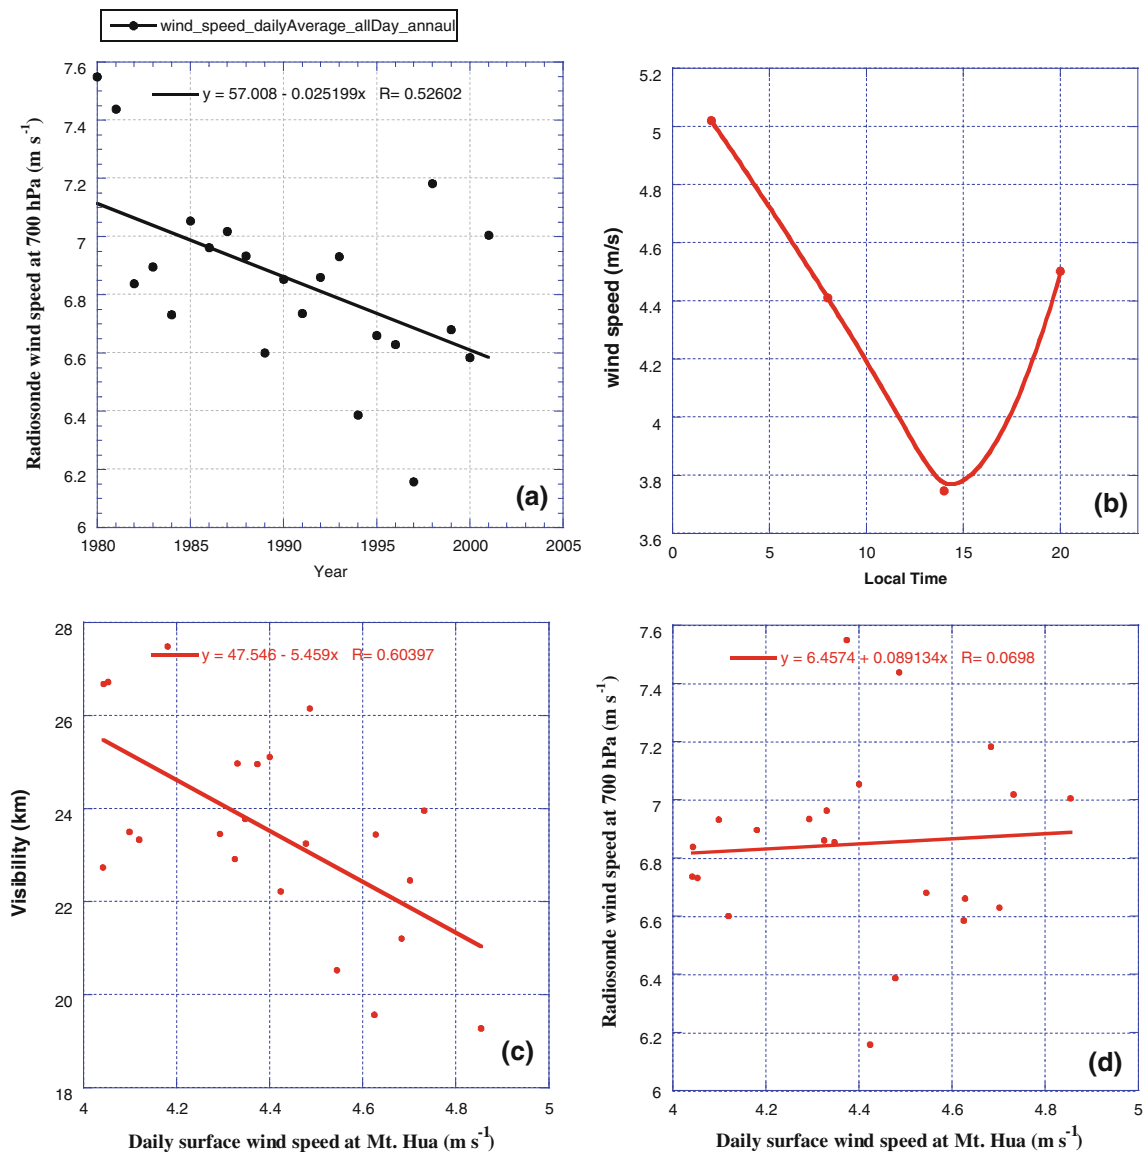 wind_speed_dailyAverage_allDay_annaul
7.6
7.4
7.2
7
6.8
6.6
6.4
6.2
6
Radiosonde wind speed at 700 hPa (m s-1)
y = 57.008 - 0.025199x R= 0.52602
(a)
1980 1985 1990 1995 2000 2005
Year
5.2
5
4.8
4.6
4.4
4.2
4
3.8
3.6
wind speed (m/s)
(b)
0 5 10 15 20
Local Time
28
26
24
22
20
18
Visibility (km)
y = 47.546 - 5.459x R= 0.60397
(c)
4 4.2 4.4 4.6 4.8 5
Daily surface wind speed at Mt. Hua (m s-1)
7.6
7.4
7.2
7
6.8
6.6
6.4
6.2
6
Radiosonde wind speed at 700 hPa (m s-1)
y = 6.4574 + 0.089134x R= 0.0698
(d)
4 4.2 4.4 4.6 4.8 5
Daily surface wind speed at Mt. Hua (m s-1)